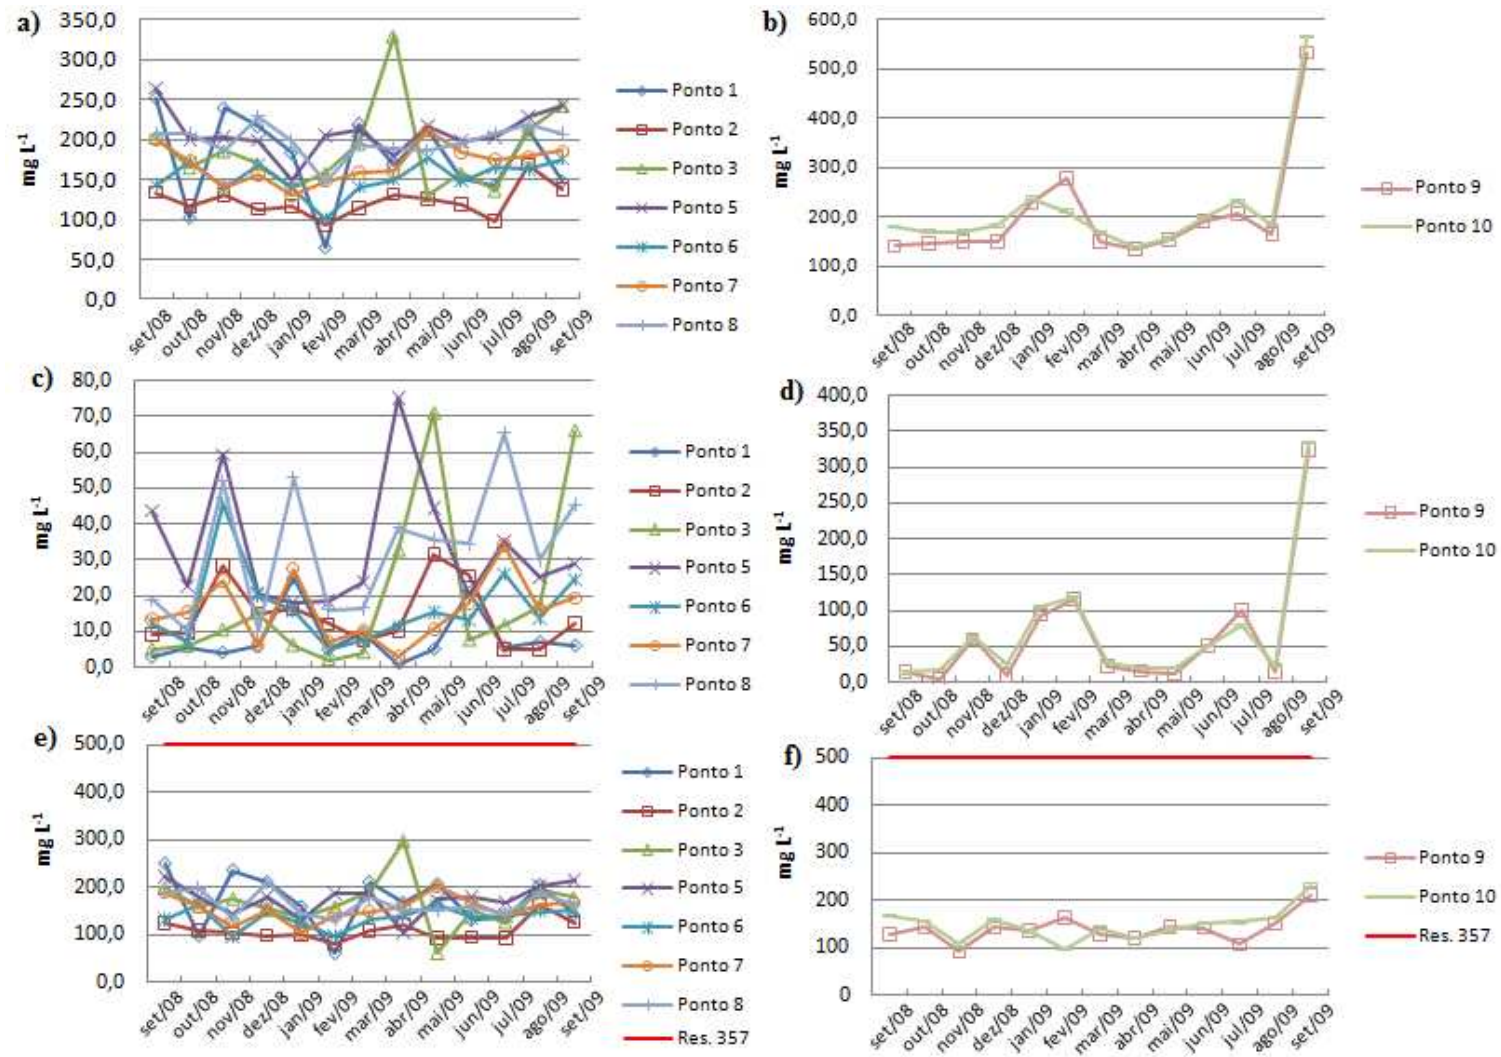 a)
350,0
300,0
250,0
200,0
150,0
100,0
50,0
0,0
mg L-1
set/08
out/08
nov/08
dez/08
jan/09
fev/09
mar/09
abr/09
mai/09
jun/09
jul/09
ago/09
set/09
Ponto 1
Ponto 2
Ponto 3
Ponto 5
Ponto 6
Ponto 7
Ponto 8
b)
600,0
500,0
400,0
300,0
200,0
100,0
0,0
mg L-1
set/08
out/08
nov/08
dez/08
jan/09
fev/09
mar/09
abr/09
mai/09
jun/09
jul/09
ago/09
set/09
Ponto 9
Ponto 10
c)
80,0
70,0
60,0
50,0
40,0
30,0
20,0
10,0
0,0
mg L-1
set/08
out/08
nov/08
dez/08
jan/09
fev/09
mar/09
abr/09
mai/09
jun/09
jul/09
ago/09
set/09
Ponto 1
Ponto 2
Ponto 3
Ponto 5
Ponto 6
Ponto 7
Ponto 8
d)
400,0
350,0
300,0
250,0
200,0
150,0
100,0
50,0
0,0
mg L-1
set/08
out/08
nov/08
dez/08
jan/09
fev/09
mar/09
abr/09
mai/09
jun/09
jul/09
ago/09
set/09
Ponto 9
Ponto 10
e)
500,0
400,0
300,0
200,0
100,0
0,0
mg L-1
set/08
out/08
nov/08
dez/08
jan/09
fev/09
mar/09
abr/09
mai/09
jun/09
jul/09
ago/09
set/09
Ponto 1
Ponto 2
Ponto 3
Ponto 5
Ponto 6
Ponto 7
Ponto 8
Res. 357
f)
500
400
300
200
100
0
mg L-1
set/08
out/08
nov/08
dez/08
jan/09
fev/09
mar/09
abr/09
mai/09
jun/09
jul/09
ago/09
set/09
Ponto 9
Ponto 10
Res. 357